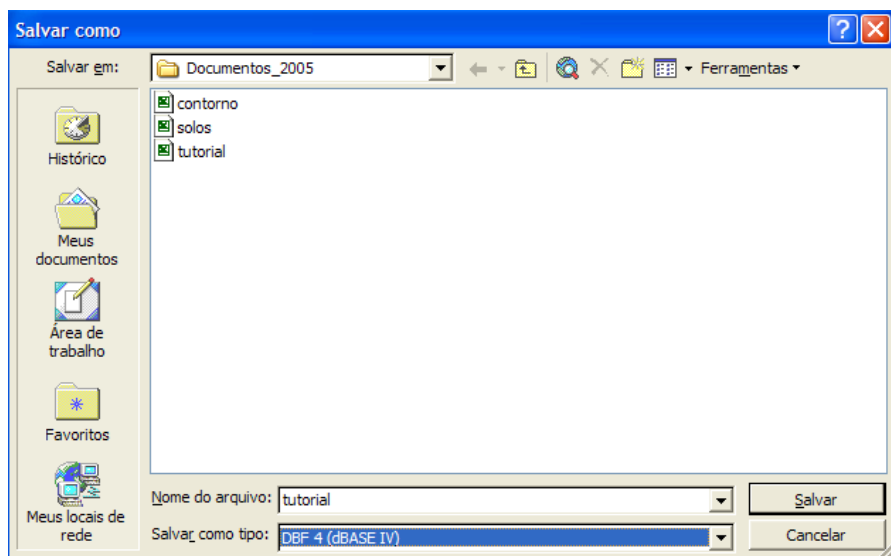 Salvar como
Salvar em:
Documentos_2005
Ferramentas
contorno
solos
tutorial
Histórico
Meus
documentos
Área de
trabalho
Favoritos
Meus locais de
rede
Nome do arquivo:
tutorial
Salvar
Salvar como tipo:
DBF 4 (dBASE IV)
Cancelar